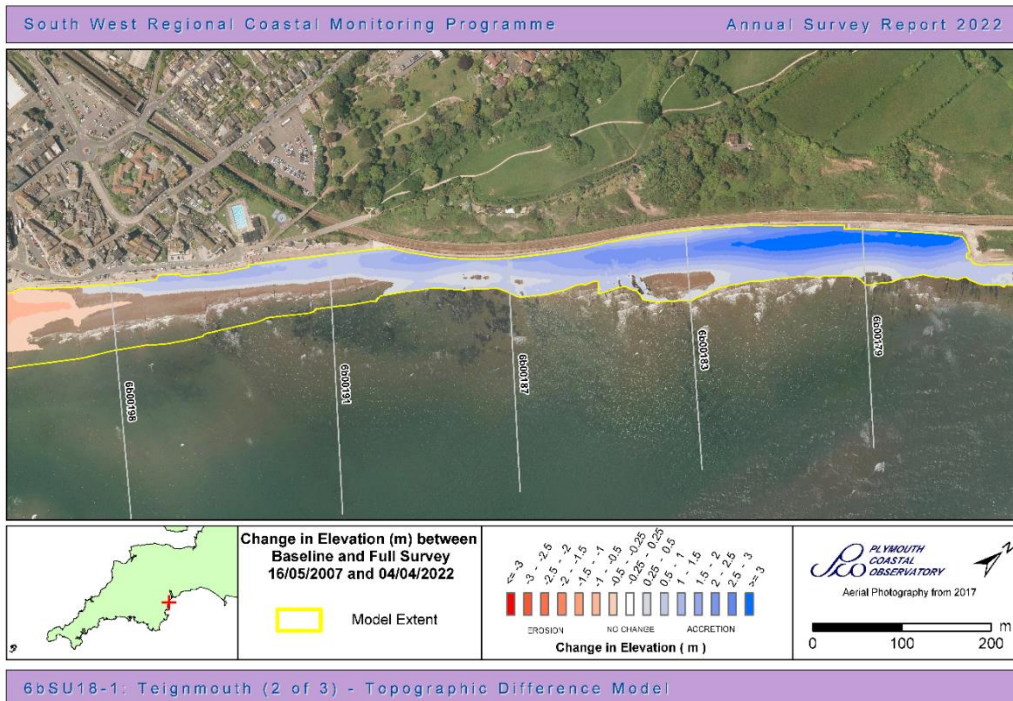 South West Regional Coastal Monitoring Programme
Annual Survey Report 2022
6b00198
6b00191
6b00187
6b00183
6b00179
Change in Elevation (m) between
Baseline and Full Survey
16/05/2007 and 04/04/2022
Model Extent
<= -3
-3 - -2.5
-2.5 - -2
-2 - -1.5
-1.5 - -1
-1 - -0.5
-0.5 - -0.25
-0.25 - 0.25
0.25 - 0.5
0.5 - 1
1 - 1.5
1.5 - 2
2 - 2.5
2.5 - 3
>= 3
EROSION
NO CHANGE
ACCRETION
Change in Elevation ( m )
PLYMOUTH
COASTAL
OBSERVATORY
Aerial Photography from 2017
N
m
0 100 200
6bSU18-1: Teignmouth (2 of 3) - Topographic Difference Model